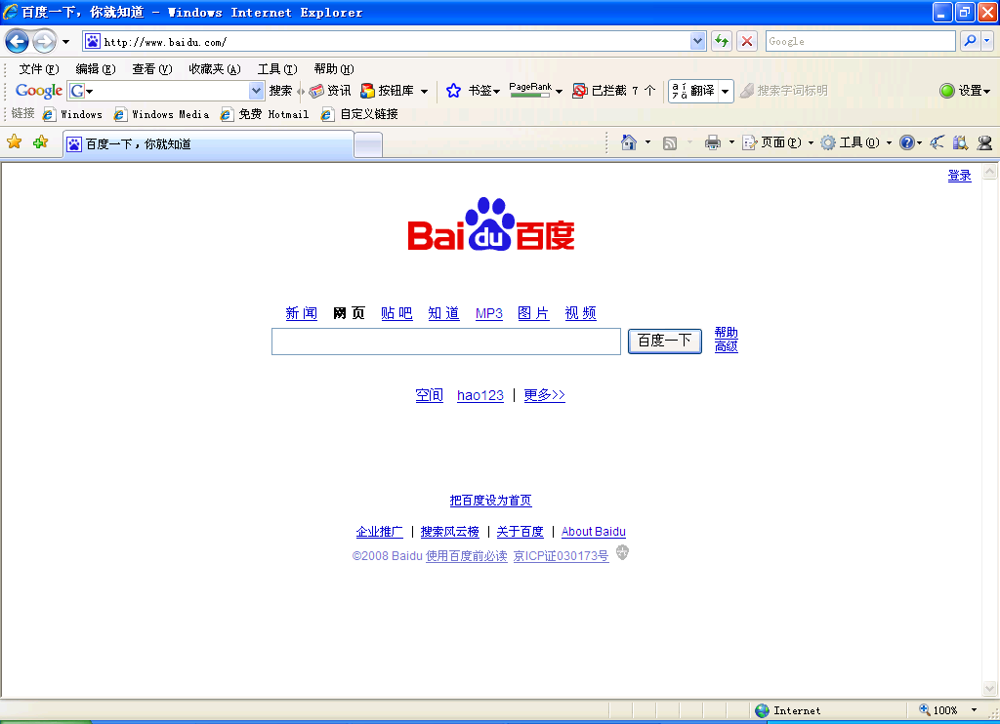 百度一下，你就知道 - Windows Internet Explorer
http://www.baidu.com/ Google
文件(F) 编辑(E) 查看(V) 收藏夹(A) 工具(T) 帮助(H)
Google G 搜索 资讯 按钮库 书签 PageRank 已拦截 7 个 翻译 搜索字词标明 设置
链接 Windows Windows Media 免费 Hotmail 自定义链接
百度一下，你就知道 页面(P) 工具(O)
登录
Bai du 百度
新闻 网页 贴吧 知道 MP3 图片 视频
百度一下 帮助
高级
空间 hao123 | 更多>>
把百度设为首页
企业推广 | 搜索风云榜 | 关于百度 | About Baidu
©2008 Baidu 使用百度前必读 京ICP证030173号
Internet 100%